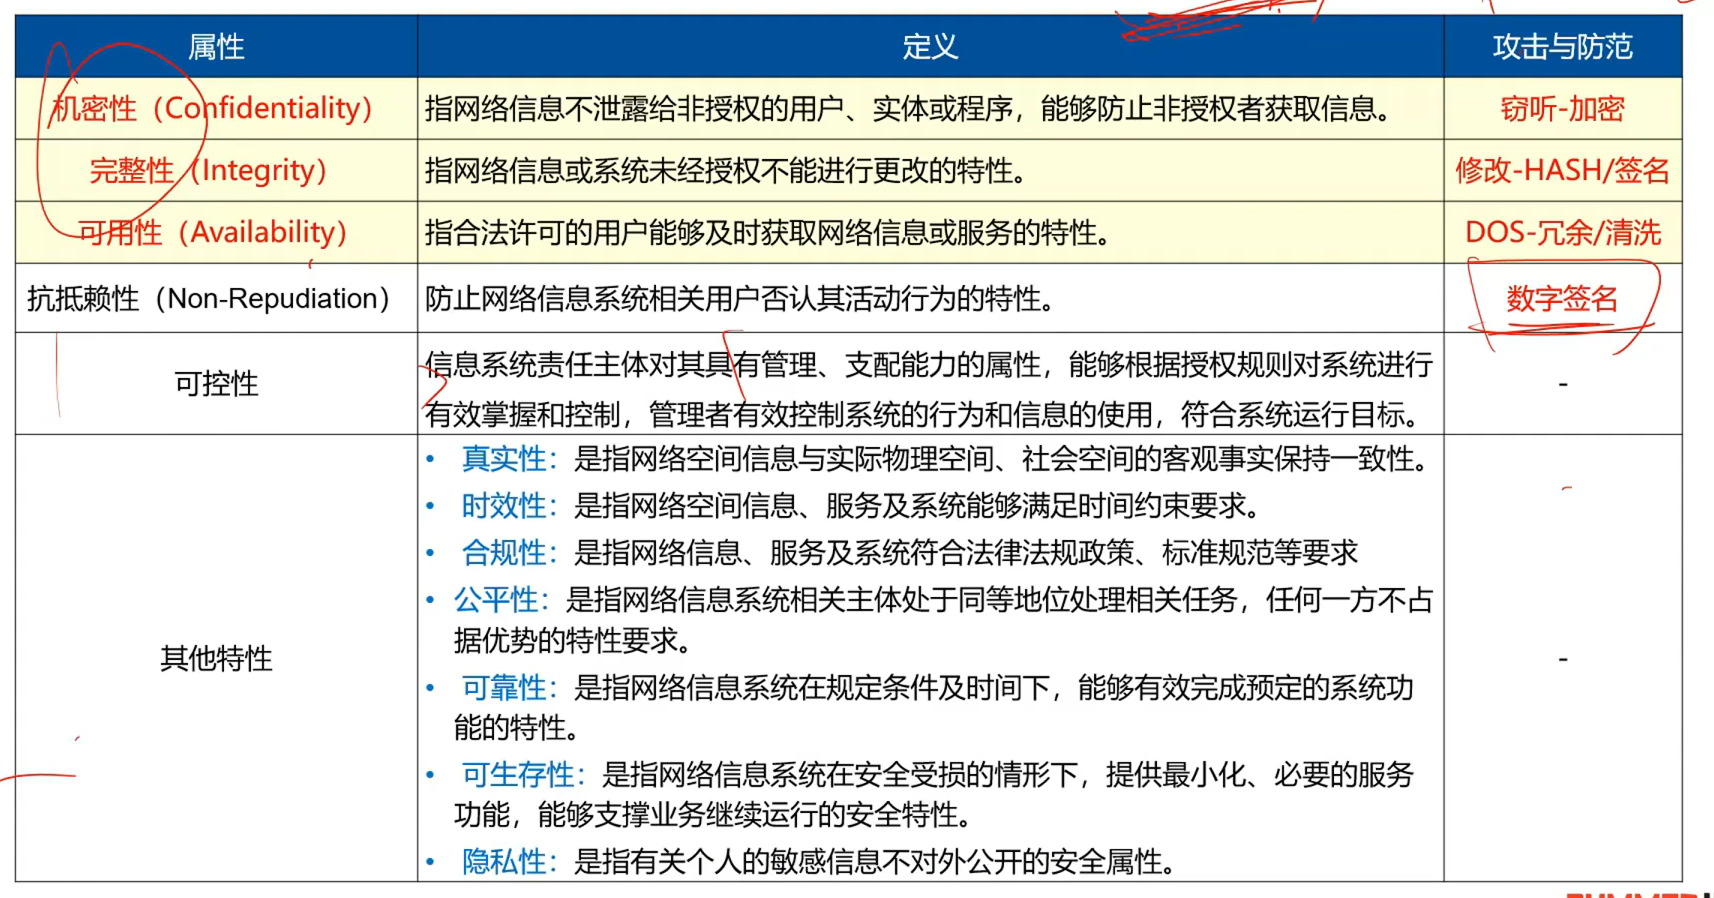 属性 定义 攻击与防范
机密性（Confidentiality） 指网络信息不泄露给非授权的用户、实体或程序，能够防止非授权者获取信息。 窃听-加密
完整性（Integrity） 指网络信息或系统未经授权不能进行更改的特性。 修改-HASH/签名
可用性（Availability） 指合法许可的用户能够及时获取网络信息或服务的特性。 DOS-冗余/清洗
抗抵赖性（Non-Repudiation） 防止网络信息系统相关用户否认其活动行为的特性。 数字签名
可控性 信息系统责任主体对其具有管理、支配能力的属性，能够根据授权规则对系统进行
有效掌握和控制，管理者有效控制系统的行为和信息的使用，符合系统运行目标。 -
其他特性
• 真实性：是指网络空间信息与实际物理空间、社会空间的客观事实保持一致性。
• 时效性：是指网络空间信息、服务及系统能够满足时间约束要求。
• 合规性：是指网络信息、服务及系统符合法律法规政策、标准规范等要求
• 公平性：是指网络信息系统相关主体处于同等地位处理相关任务，任何一方不占
据优势的特性要求。
• 可靠性：是指网络信息系统在规定条件及时间下，能够有效完成预定的系统功
能的特性。
• 可生存性：是指网络信息系统在安全受损的情形下，提供最小化、必要的服务
功能，能够支撑业务继续运行的安全特性。
• 隐私性：是指有关个人的敏感信息不对外公开的安全属性。
-